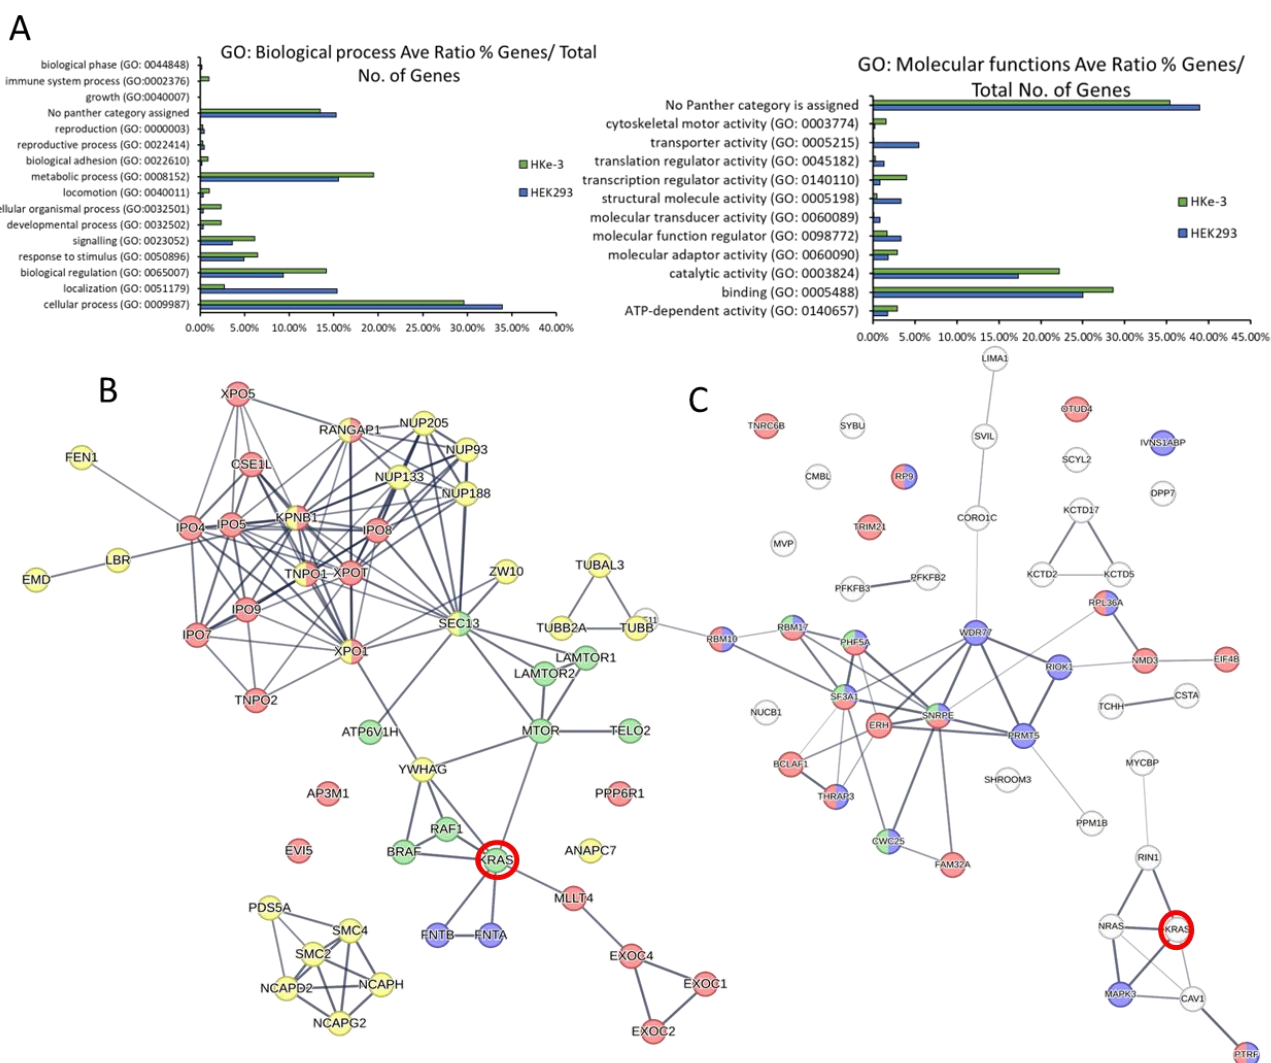 A
GO: Biological process Ave Ratio % Genes/ Total
No. of Genes
biological phase (GO: 0044848)
immune system process (GO:0002376)
growth (GO:0040007)
No panther category assigned
reproduction (GO: 0000003)
reproductive process (GO: 0022414)
biological adhesion (GO: 0022610)
metabolic process (GO: 0008152)
locomotion (GO: 0040011)
ellular organismal process (GO:0032501)
developmental process (GO: 0032502)
signalling (GO: 0023052)
response to stimulus (GO: 0050896)
biological regulation (GO: 0065007)
localization (GO: 0051179)
cellular process (GO: 0009987)
0.00% 5.00% 10.00% 15.00% 20.00% 25.00% 30.00% 35.00% 40.00%
HKe-3
HEK293
GO: Molecular functions Ave Ratio % Genes/
Total No. of Genes
No Panther category is assigned
cytoskeletal motor activity (GO: 0003774)
transporter activity (GO: 0005215)
translation regulator activity (GO: 0045182)
transcription regulator activity (GO: 0140110)
structural molecule activity (GO: 0005198)
molecular transducer activity (GO: 0060089)
molecular function regulator (GO: 0098772)
molecular adaptor activity (GO: 0060090)
catalytic activity (GO: 0003824)
binding (GO: 0005488)
ATP-dependent activity (GO: 0140657)
0.00% 5.00% 10.00% 15.00% 20.00% 25.00% 30.00% 35.00% 40.00% 45.00%
HKe-3
HEK293
B
XPO5
RANGAP1
NUP205
NUP93
FEN1
CSE1L
NUP133
NUP188
IPO4
IPO5
KPNB1
IPO8
LBR
EMD
TNPO1
XPOT
ZW10
TUBAL3
IPO9
IPO7
SEC13
TUBB2A
TUBB
XPO1
LAMTOR1
LAMTOR2
TNPO2
ATP6V1H
MTOR
TELO2
YWHAG
AP3M1
PPP6R1
RAF1
EVI5
BRAF
KRAS
ANAPC7
MLLT4
PDS5A
SMC4
FNTB
FNTA
SMC2
EXOC4
NCAPD2
NCAPH
EXOC1
NCAPG2
EXOC2
C
LIMA1
TNRC6B
SYBU
OTUD4
SVIL
IVNS1ABP
SCYL2
CMBL
RP9
DPP7
KCTD17
CORO1C
TRIM21
MVP
KCTD2
KCTD5
PFKFB3
PFKFB2
RPL36A
RBM10
RBM17
PHF5A
WDR77
RIOK1
NMD3
EIF4B
SF3A1
CSTA
TCHH
NUCB1
SNRPE
ERH
PRMT5
BCLAF1
MYCBP
SHROOM3
THRAP3
PPM1B
CWC25
RIN1
FAM32A
NRAS
KRAS
MAPK3
CAV1
PTRF